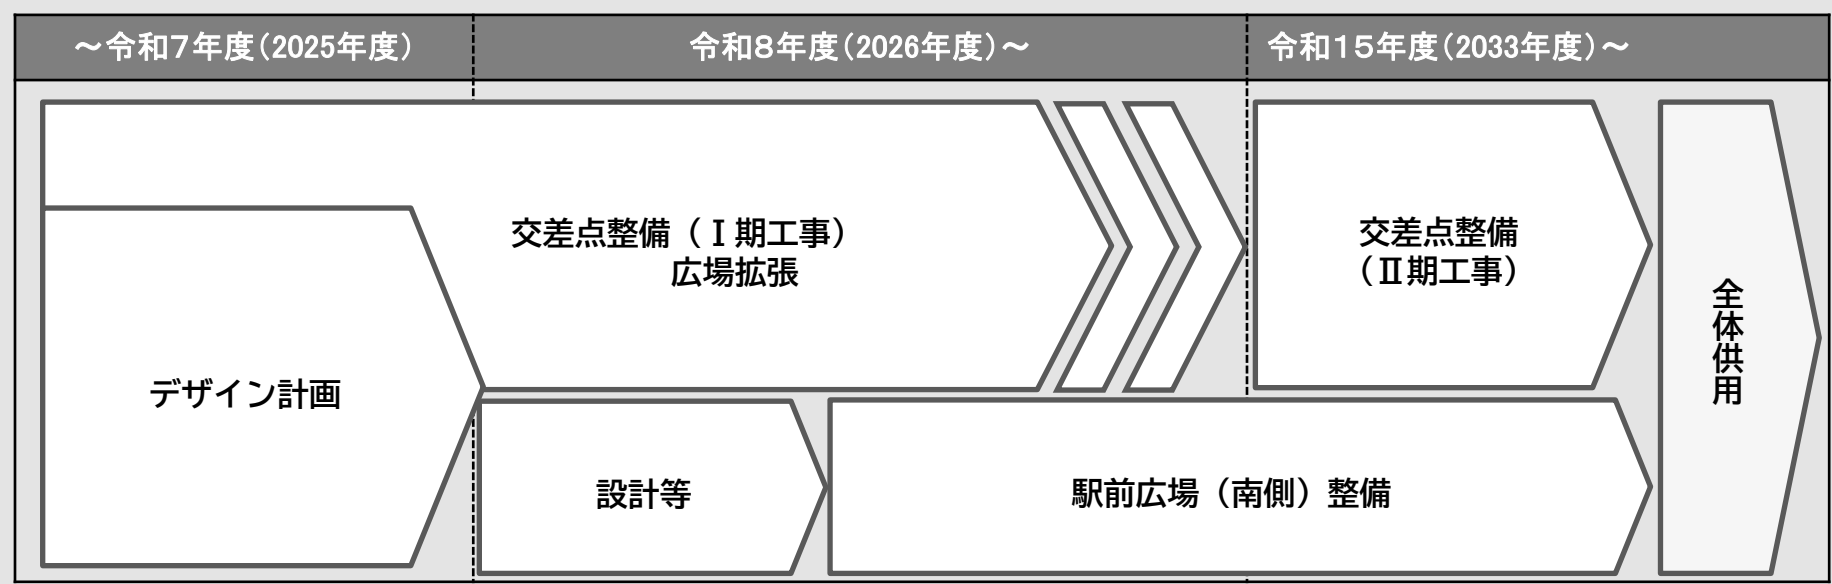 ～令和７年度（2025年度）
令和８年度（2026年度）～
令和１５年度（2033年度）～
交差点整備（Ⅰ期工事）
広場拡張
交差点整備
（Ⅱ期工事）
全体供用
デザイン計画
設計等
駅前広場（南側）整備